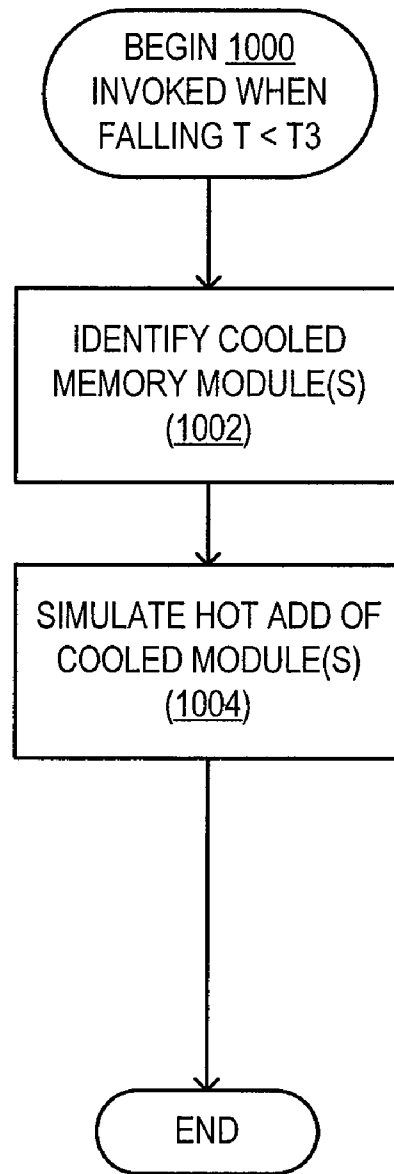 BEGIN 1000
INVOKED WHEN
FALLING T < T3
IDENTIFY COOLED
MEMORY MODULE(S)
(1002)
SIMULATE HOT ADD OF
COOLED MODULE(S)
(1004)
END